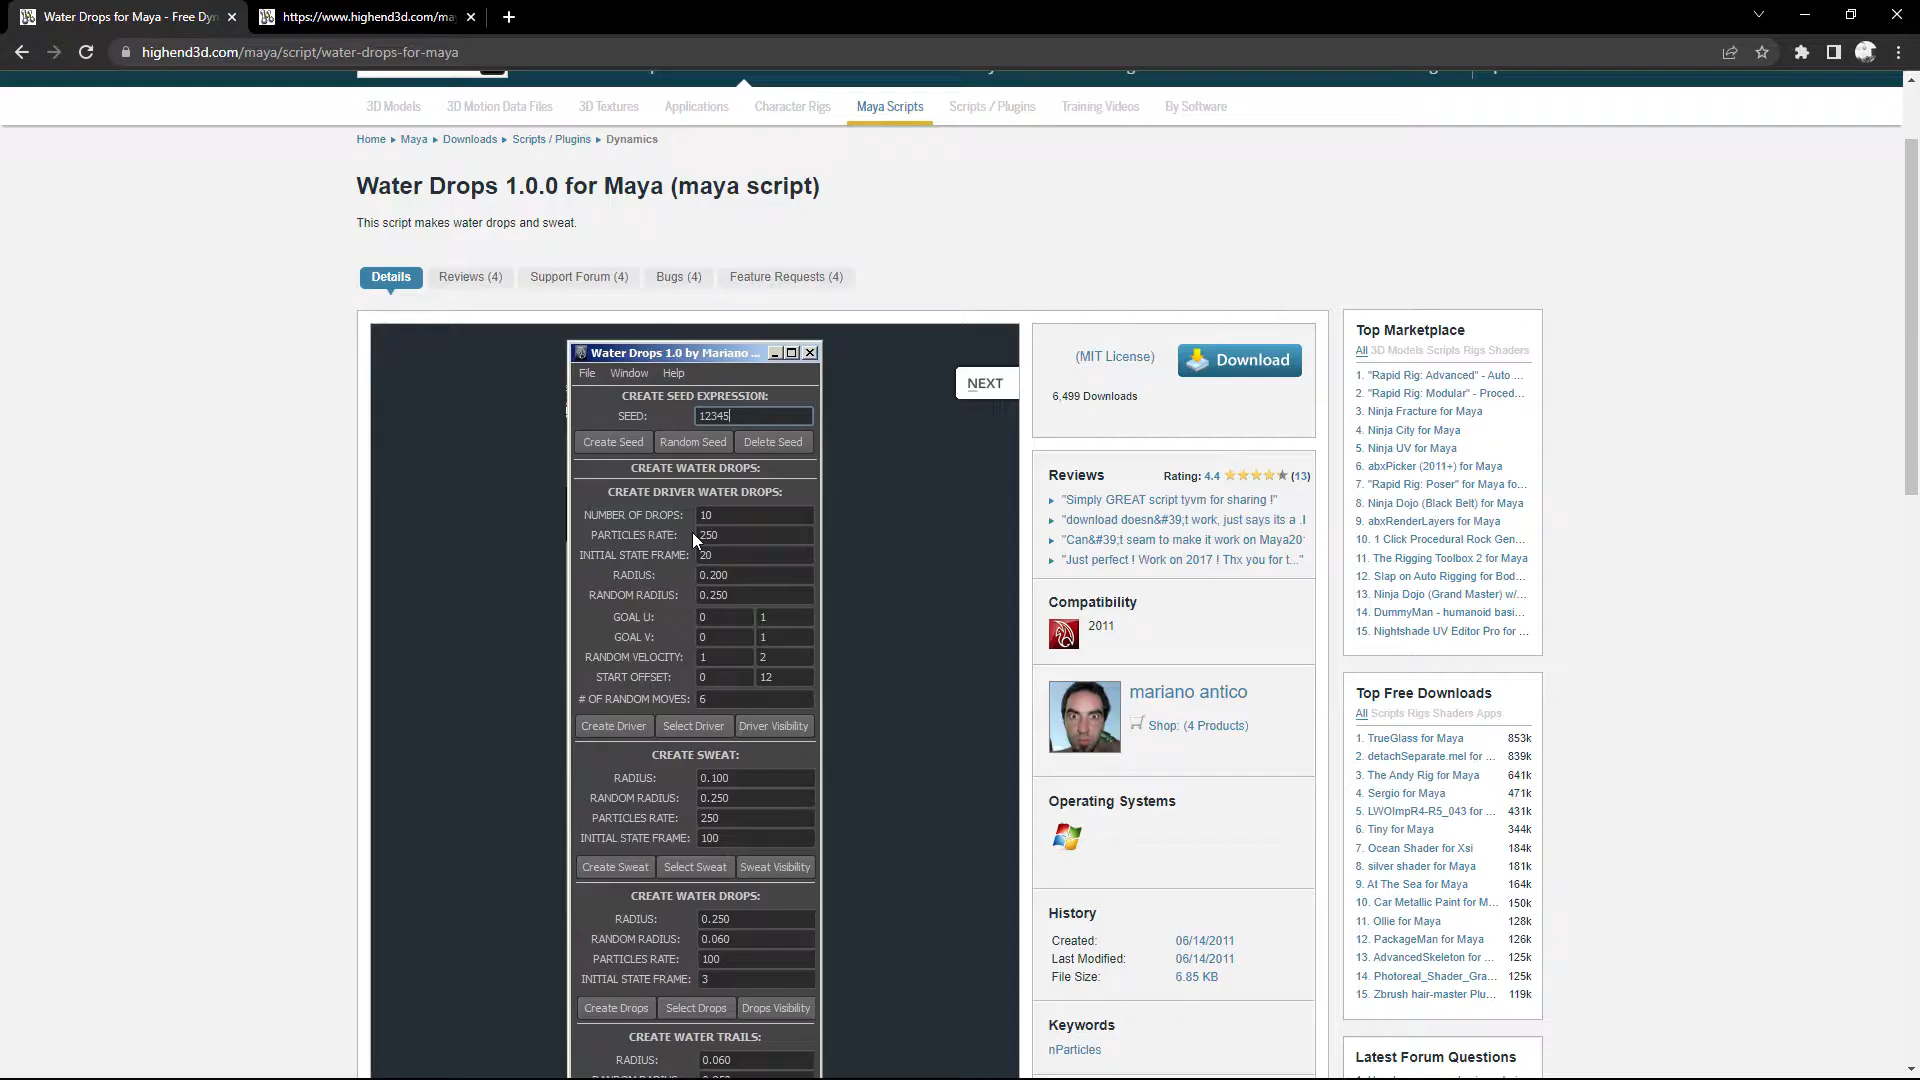 Water Drops for Maya - Free Dyn
https://www.highend3d.com/may
highend3d.com/maya/script/water-drops-for-maya
3D Models 3D Motion Data Files 3D Textures Applications Character Rigs Maya Scripts Scripts / Plugins Training Videos By Software
Home Maya Downloads Scripts / Plugins Dynamics
Water Drops 1.0.0 for Maya (maya script)
This script makes water drops and sweat.
Details Reviews (4) Support Forum (4) Bugs (4) Feature Requests (4)
Water Drops 1.0 by Mariano ...
File Window Help
CREATE SEED EXPRESSION:
SEED: 12345
Create Seed Random Seed Delete Seed
CREATE WATER DROPS:
CREATE DRIVER WATER DROPS:
NUMBER OF DROPS: 10
PARTICLES RATE: 250
INITIAL STATE FRAME: 20
RADIUS: 0.200
RANDOM RADIUS: 0.250
GOAL U: 0 1
GOAL V: 0 1
RANDOM VELOCITY: 1 2
START OFFSET: 0 12
# OF RANDOM MOVES: 6
Create Driver Select Driver Driver Visibility
CREATE SWEAT:
RADIUS: 0.100
RANDOM RADIUS: 0.250
PARTICLES RATE: 250
INITIAL STATE FRAME: 100
Create Sweat Select Sweat Sweat Visibility
CREATE WATER DROPS:
RADIUS: 0.250
RANDOM RADIUS: 0.060
PARTICLES RATE: 100
INITIAL STATE FRAME: 3
Create Drops Select Drops Drops Visibility
CREATE WATER TRAILS:
RADIUS: 0.060
NEXT
(MIT License) Download
6,499 Downloads
Reviews Rating: 4.4 (13)
"Simply GREAT script tyvm for sharing !"
"download doesn&#39;t work, just says its a .
"Can&#39;t seam to make it work on Maya20
"Just perfect ! Work on 2017 ! Thx you for t..."
Compatibility
2011
mariano antico
Shop: (4 Products)
Operating Systems
History
Created: 06/14/2011
Last Modified: 06/14/2011
File Size: 6.85 KB
Keywords
nParticles
Top Marketplace
All 3D Models Scripts Rigs Shaders
1. "Rapid Rig: Advanced" - Auto ...
2. "Rapid Rig: Modular" - Proced...
3. Ninja Fracture for Maya
4. Ninja City for Maya
5. Ninja UV for Maya
6. abxPicker (2011+) for Maya
7. "Rapid Rig: Poser" for Maya fo...
8. Ninja Dojo (Black Belt) for Maya
9. abxRenderLayers for Maya
10. 1 Click Procedural Rock Gen...
11. The Rigging Toolbox 2 for Maya
12. Slap on Auto Rigging for Bod...
13. Ninja Dojo (Grand Master) w/...
14. DummyMan - humanoid basi...
15. Nightshade UV Editor Pro for ...
Top Free Downloads
All Scripts Rigs Shaders Apps
1. TrueGlass for Maya 853k
2. detachSeparate.mel for ... 839k
3. The Andy Rig for Maya 641k
4. Sergio for Maya 471k
5. LWOImpR4-R5_043 for ... 431k
6. Tiny for Maya 344k
7. Ocean Shader for Xsi 184k
8. silver shader for Maya 181k
9. At The Sea for Maya 164k
10. Car Metallic Paint for M... 150k
11. Ollie for Maya 128k
12. PackageMan for Maya 126k
13. AdvancedSkeleton for ... 125k
14. Photoreal_Shader_Gra... 125k
15. Zbrush hair-master Plu... 119k
Latest Forum Questions